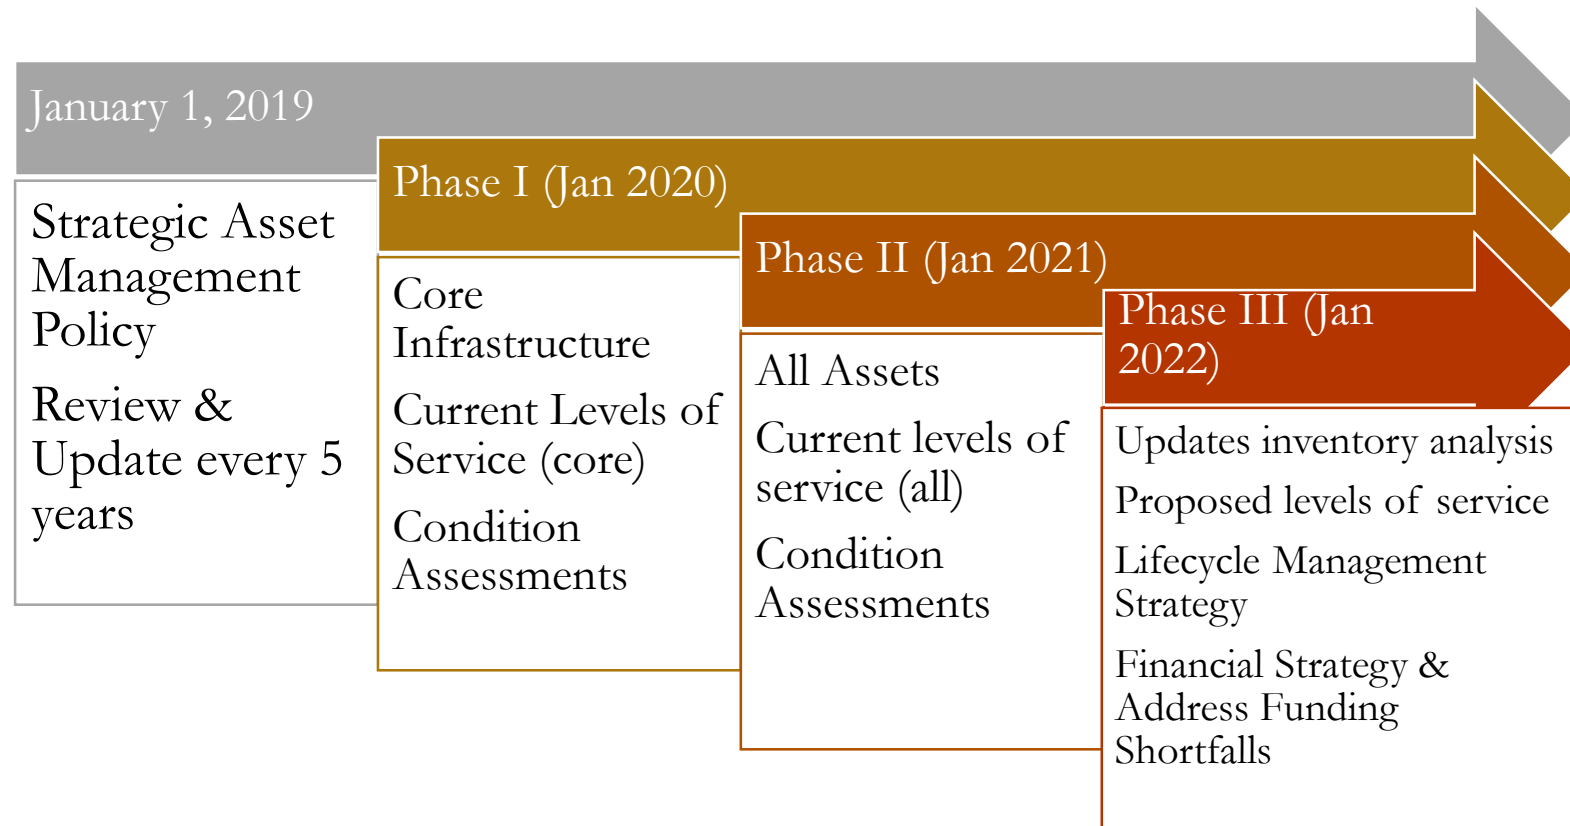 January 1, 2019
Strategic Asset
Management
Policy
Review &
Update every 5
years
Phase I (Jan 2020)
Core
Infrastructure
Current Levels of
Service (core)
Condition
Assessments
Phase II (Jan 2021)
All Assets
Current levels of
service (all)
Condition
Assessments
Phase III (Jan
2022)
Updates inventory analysis
Proposed levels of service
Lifecycle Management
Strategy
Financial Strategy &
Address Funding
Shortfalls